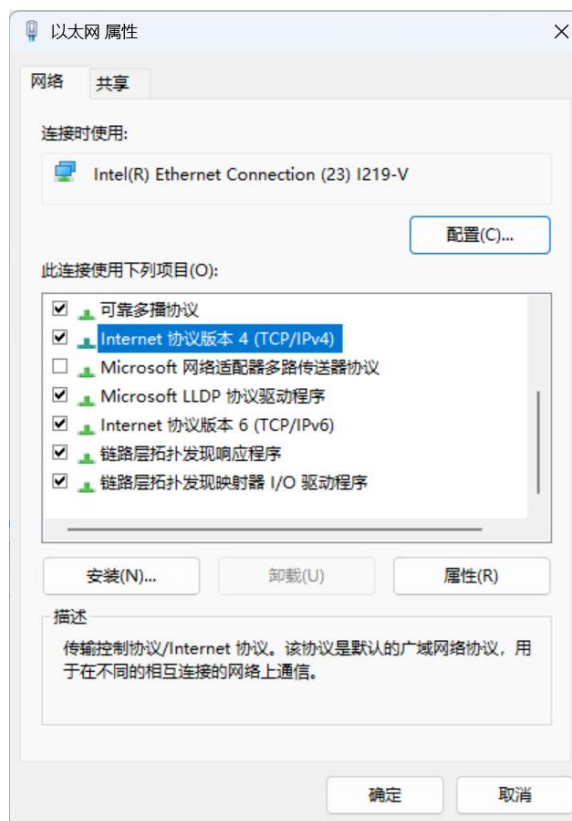 以太网 属性
网络
共享
连接时使用:
Intel(R) Ethernet Connection (23) I219-V
配置(C)...
此连接使用下列项目(O):
可靠多播协议
Internet 协议版本 4 (TCP/IPv4)
Microsoft 网络适配器多路传送器协议
Microsoft LLDP 协议驱动程序
Internet 协议版本 6 (TCP/IPv6)
链路层拓扑发现响应程序
链路层拓扑发现映射器 I/O 驱动程序
安装(N)...
卸载(U)
属性(R)
描述
传输控制协议/Internet 协议。该协议是默认的广域网络协议，用
于在不同的相互连接的网络上通信。
确定
取消